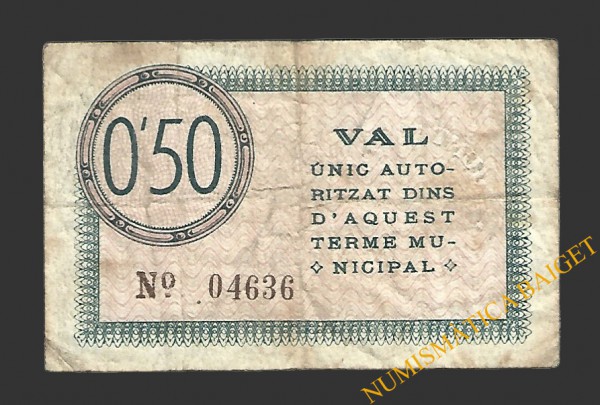 0'50
VAL
ÚNIC AUTO-
RITZAT DINS
D'AQUEST
TERME MU-
NICIPAL
Nº 04636
NUMISMATICA BAIGET